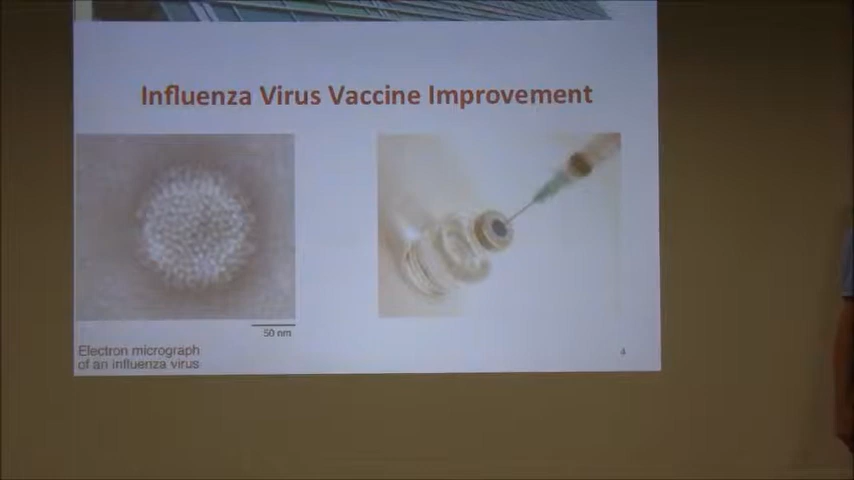 Influenza Virus Vaccine Improvement
50 nm
Electron micrograph
of an influenza virus
4